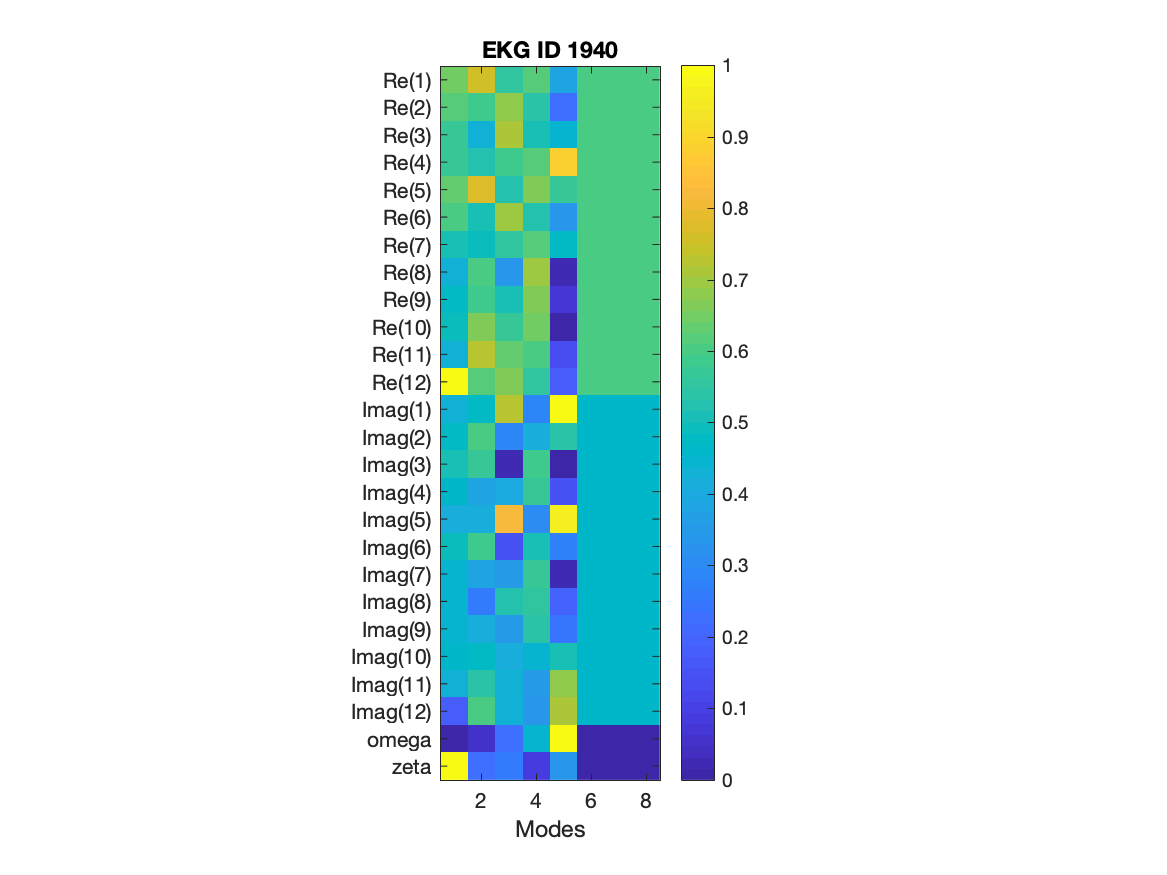 EKG ID 1940
Re(1)
Re(2)
Re(3)
Re(4)
Re(5)
Re(6)
Re(7)
Re(8)
Re(9)
Re(10)
Re(11)
Re(12)
Imag(1)
Imag(2)
Imag(3)
Imag(4)
Imag(5)
Imag(6)
Imag(7)
Imag(8)
Imag(9)
Imag(10)
Imag(11)
Imag(12)
omega
zeta
2 4 6 8
Modes
1
0.9
0.8
0.7
0.6
0.5
0.4
0.3
0.2
0.1
0